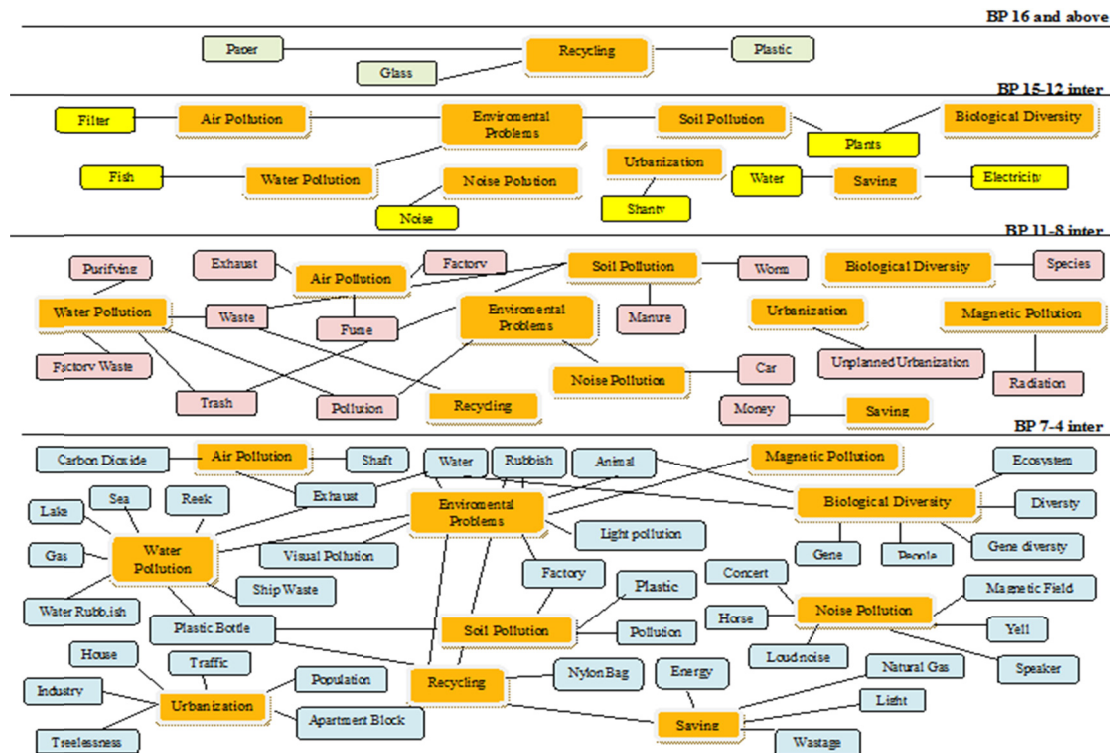 BP 16 and above
Paper
Recycling
Plastic
Glass
BP 15-12 inter
Filter
Air Pollution
Enviromental
Problems
Soil Pollution
Biological Diversity
Plants
Fish
Water Pollution
Noise Polution
Urbanization
Water
Saving
Electricity
Noise
Shanty
BP 11-8 inter
Purifying
Exhaust
Air Pollution
Factory
Soil Pollution
Worm
Biological Diversity
Species
Water Pollution
Waste
Fume
Enviromental
Problems
Manure
Urbanization
Magnetic Pollution
Factory Waste
Trash
Polluion
Recycling
Noise Pollution
Car
Unplanned Urbanization
Radiation
Money
Saving
BP 7-4 inter
Carbon Dioxide
Air Pollution
Shaft
Water
Rubbish
Animal
Magnetic Pollution
Ecosystem
Lake
Sea
Reek
Exhaust
Enviromental
Problems
Biological Diversity
Diversty
Gas
Water
Pollution
Visual Pollution
Light pollution
Gene
People
Gene diversty
Water Rubb.ish
Ship Waste
Factory
Plastic
Concert
Magnetic Field
Plastic Bottle
Soil Pollution
Pollution
Horse
Noise Pollution
Yell
House
Traffic
Loud noise
Speaker
Industry
Urbanization
Population
Recycling
Nylon Bag
Energy
Natural Gas
Treelessness
Apartment Block
Saving
Light
Wastage